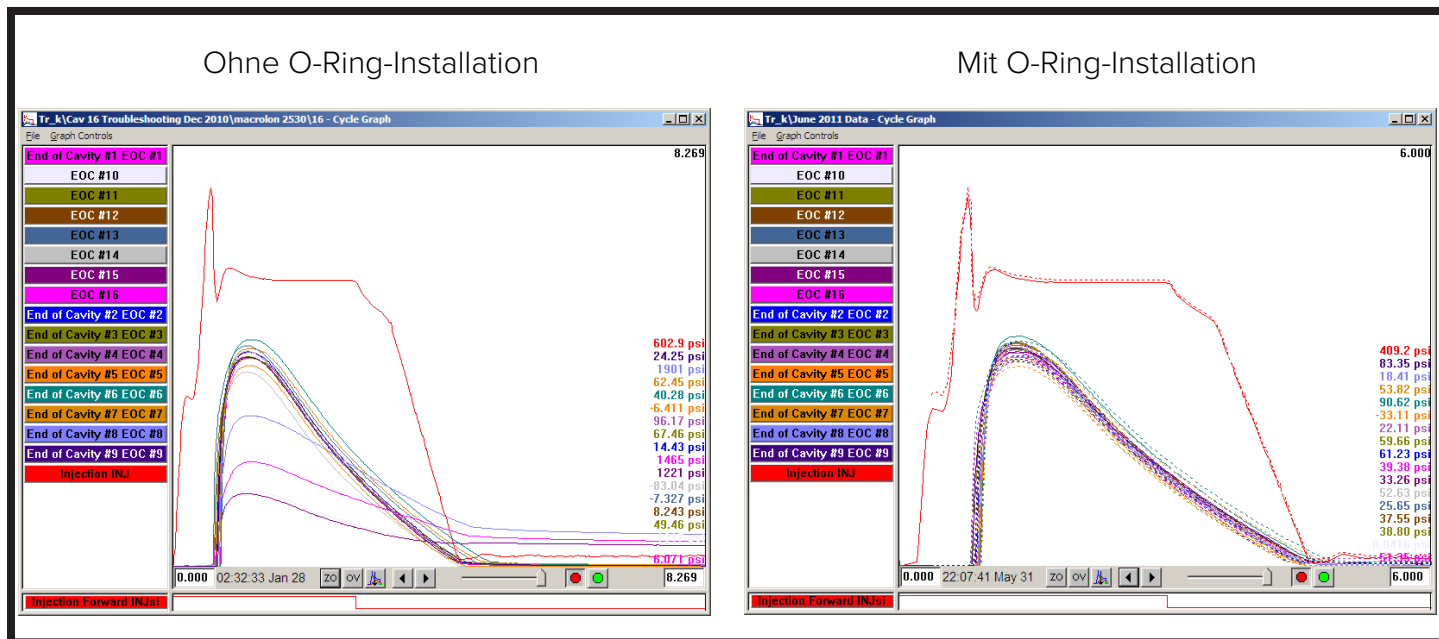 Ohne O-Ring-Installation
Tr_k\Cav 16 Troubleshooting Dec 2010\macrolon 2530\16 - Cycle Graph
File Graph Controls
End of Cavity #1 EOC #1
EOC #10
EOC #11
EOC #12
EOC #13
EOC #14
EOC #15
EOC #16
End of Cavity #2 EOC #2
End of Cavity #3 EOC #3
End of Cavity #4 EOC #4
End of Cavity #5 EOC #5
End of Cavity #6 EOC #6
End of Cavity #7 EOC #7
End of Cavity #8 EOC #8
End of Cavity #9 EOC #9
Injection INJ
8.269
602.9 psi
24.25 psi
1901 psi
62.45 psi
40.28 psi
-6.411 psi
96.17 psi
67.46 psi
14.43 psi
1465 psi
1221 psi
-83.04 psi
-7.327 psi
8.243 psi
49.46 psi
6.071 psi
0.000 02:32:33 Jan 28 ZO OV 8.269
Injection Forward INJsi
Mit O-Ring-Installation
Tr_k\June 2011 Data - Cycle Graph
File Graph Controls
End of Cavity #1 EOC #1
EOC #10
EOC #11
EOC #12
EOC #13
EOC #14
EOC #15
EOC #16
End of Cavity #2 EOC #2
End of Cavity #3 EOC #3
End of Cavity #4 EOC #4
End of Cavity #5 EOC #5
End of Cavity #6 EOC #6
End of Cavity #7 EOC #7
End of Cavity #8 EOC #8
End of Cavity #9 EOC #9
Injection INJ
6.000
409.2 psi
83.35 psi
18.41 psi
53.82 psi
90.62 psi
-33.11 psi
22.11 psi
59.66 psi
61.23 psi
39.38 psi
33.26 psi
52.63 psi
25.65 psi
37.55 psi
38.80 psi
0.000 22:07:41 May 31 ZO OV 6.000
Injection Forward INJsi